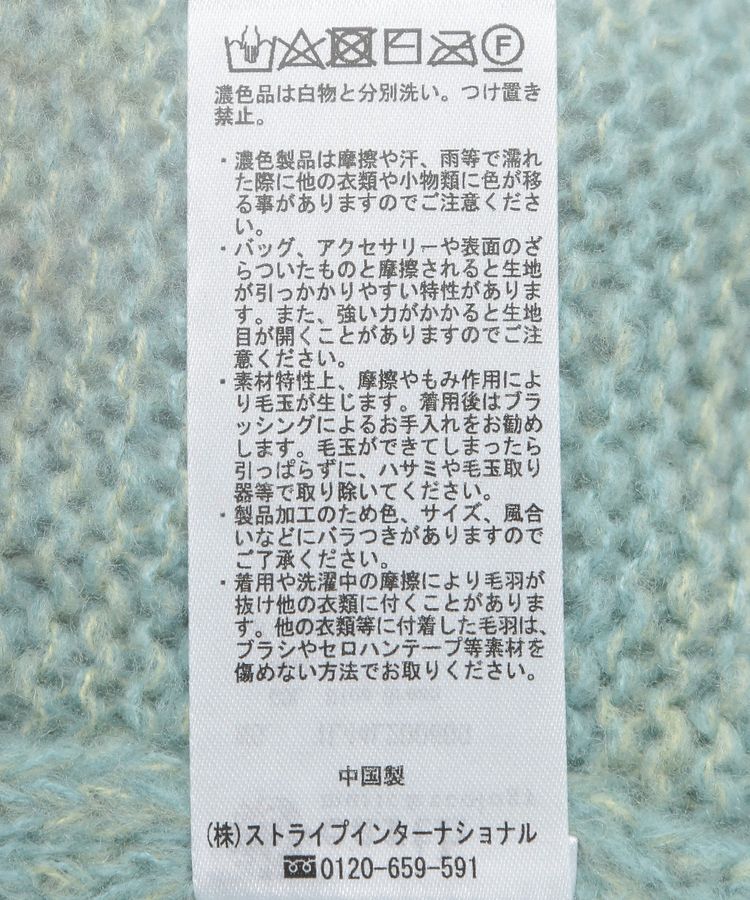 F
濃色品は白物と分別洗い。つけ置き
禁止。
・濃色製品は摩擦や汗、雨等で濡れ
た際に他の衣類や小物類に色が移
る事がありますのでご注意くださ
い。
・バッグ、アクセサリーや表面のざ
らついたものと摩擦されると生地
が引っかかりやすい特性がありま
す。また、強い力がかかると生地
目が開くことがありますのでご注
意ください。
・素材特性上、摩擦やもみ作用によ
り毛玉が生じます。着用後はブラ
ッシングによるお手入れをお勧め
します。毛玉ができてしまったら
引っぱらずに、ハサミや毛玉取り
器等で取り除いてください。
・製品加工のため色、サイズ、風合
いなどにバラつきがありますので
ご了承ください。
・着用や洗濯中の摩擦により毛羽が
抜け他の衣類に付くことがありま
す。他の衣類等に付着した毛羽は、
ブラシやセロハンテープ等素材を
傷めない方法でお取りください。
中国製
(株)ストライプインターナショナル
0120-659-591